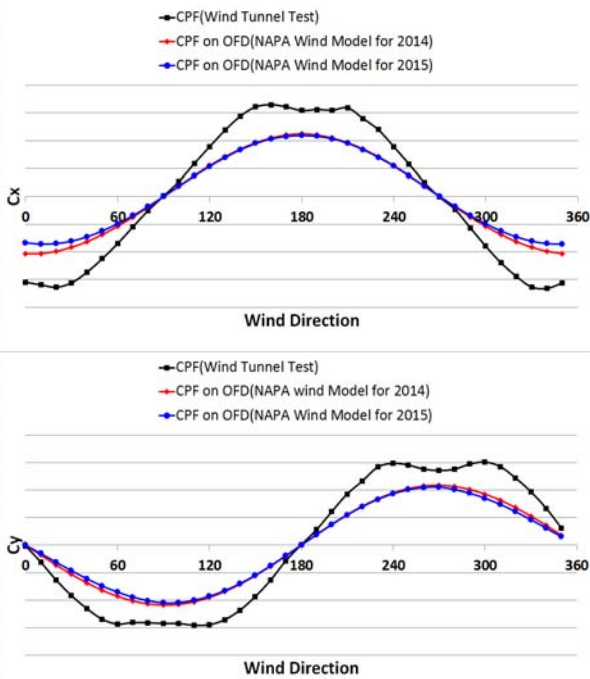 CPF(Wind Tunnel Test)
CPF on OFD(NAPA Wind Model for 2014)
CPF on OFD(NAPA Wind Model for 2015)
Cx
0 60 120 180 240 300 360
Wind Direction
CPF(Wind Tunnel Test)
CPF on OFD(NAPA wind Model for 2014)
CPF on OFD(NAPA Wind Model for 2015)
Cy
0 60 120 180 240 300 360
Wind Direction